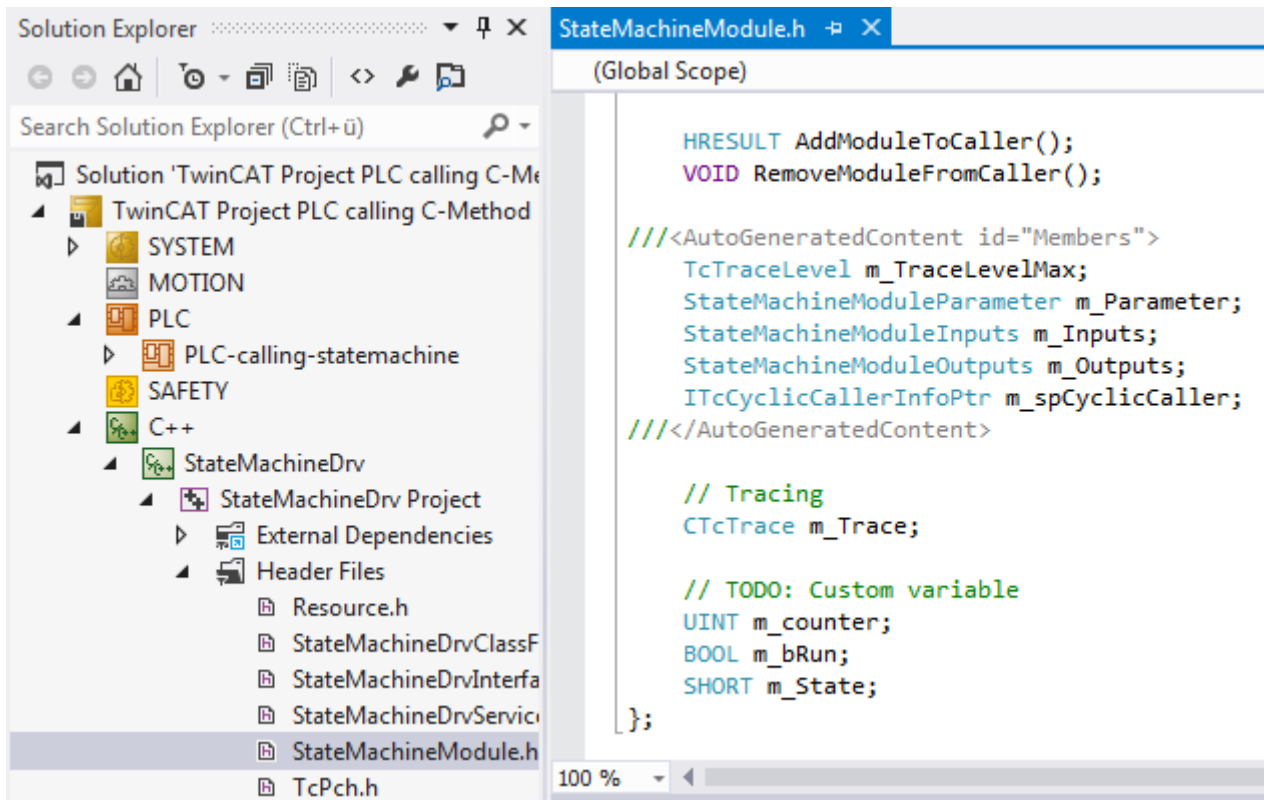 Solution Explorer
Search Solution Explorer (Ctrl+ü)
Solution 'TwinCAT Project PLC calling C-Me
TwinCAT Project PLC calling C-Method
SYSTEM
MOTION
PLC
PLC-calling-statemachine
SAFETY
C++
StateMachineDrv
StateMachineDrv Project
External Dependencies
Header Files
Resource.h
StateMachineDrvClassF
StateMachineDrvInterfa
StateMachineDrvServic
StateMachineModule.h
TcPch.h
StateMachineModule.h
(Global Scope)
HRESULT AddModuleToCaller();
VOID RemoveModuleFromCaller();
///<AutoGeneratedContent id="Members">
TcTraceLevel m_TraceLevelMax;
StateMachineModuleParameter m_Parameter;
StateMachineModuleInputs m_Inputs;
StateMachineModuleOutputs m_Outputs;
ITcCyclicCallerInfoPtr m_spCyclicCaller;
///</AutoGeneratedContent>
// Tracing
CTcTrace m_Trace;
// TODO: Custom variable
UINT m_counter;
BOOL m_bRun;
SHORT m_State;
};
100 %